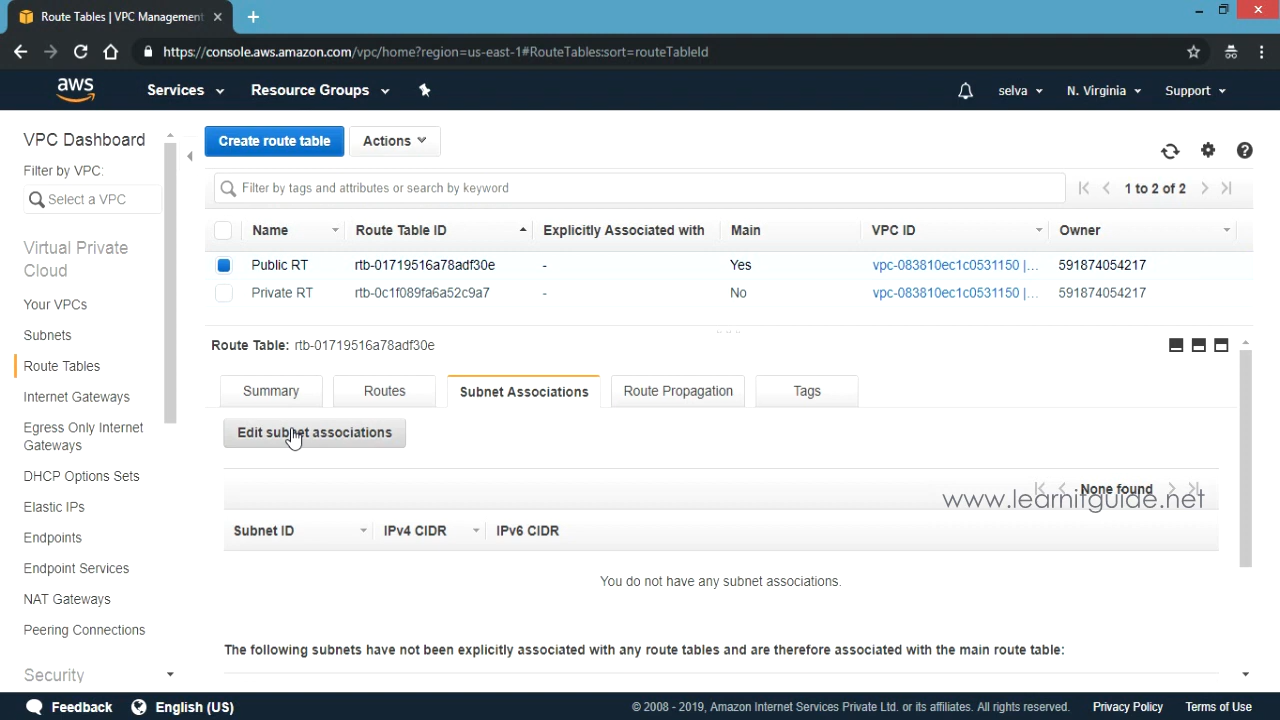 Route Tables | VPC Management
https://console.aws.amazon.com/vpc/home?region=us-east-1#RouteTables:sort=routeTableId
aws Services Resource Groups selva N. Virginia Support
VPC Dashboard
Filter by VPC:
Select a VPC
Virtual Private
Cloud
Your VPCs
Subnets
Route Tables
Internet Gateways
Egress Only Internet
Gateways
DHCP Options Sets
Elastic IPs
Endpoints
Endpoint Services
NAT Gateways
Peering Connections
Security
Create route table Actions
Filter by tags and attributes or search by keyword
1 to 2 of 2
Name Route Table ID Explicitly Associated with Main VPC ID Owner
Public RT rtb-01719516a78adf30e - Yes vpc-083810ec1c0531150 |... 591874054217
Private RT rtb-0c1f089fa6a52c9a7 - No vpc-083810ec1c0531150 |... 591874054217
Route Table: rtb-01719516a78adf30e
Summary Routes Subnet Associations Route Propagation Tags
Edit subnet associations
None found
www.learnitguide.net
Subnet ID IPv4 CIDR IPv6 CIDR
You do not have any subnet associations.
The following subnets have not been explicitly associated with any route tables and are therefore associated with the main route table:
Feedback English (US) © 2008 - 2019, Amazon Internet Services Private Ltd. or its affiliates. All rights reserved. Privacy Policy Terms of Use